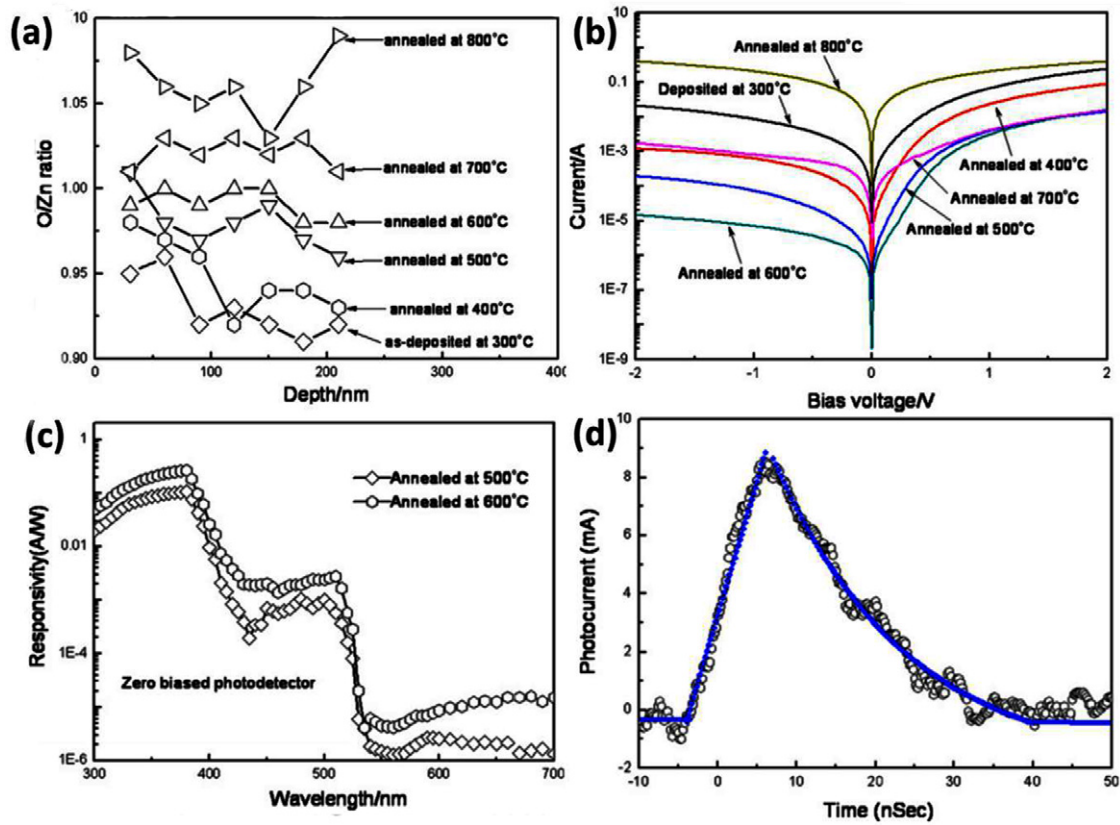 (a)
10
annealed at 800°C
1.05
annealed at 700°C
1.00
annealed at 600°C
annealed at 500°C
0.95
annealed at 400°C
as-deposited at 300°C
0.90
0 100 200 300 400
O/Zn ratio
Depth/nm
(b)
10
Annealed at 800°C
0.1
Deposited at 300°C
1E-3
Annealed at 400°C
Annealed at 700°C
1E-5
Annealed at 500°C
Annealed at 600°C
1E-7
1E-9
-2 -1 0 1 2
Current/A
Bias voltage/V
(c)
1
Annealed at 500°C
Annealed at 600°C
0.01
1E-4
Zero biased photodetector
1E-6
300 400 500 600 700
Responsivity(A/W)
Wavelength/nm
(d)
10
8
6
4
2
0
-2
-10 0 10 20 30 40 50
Photocurrent (mA)
Time (nSec)